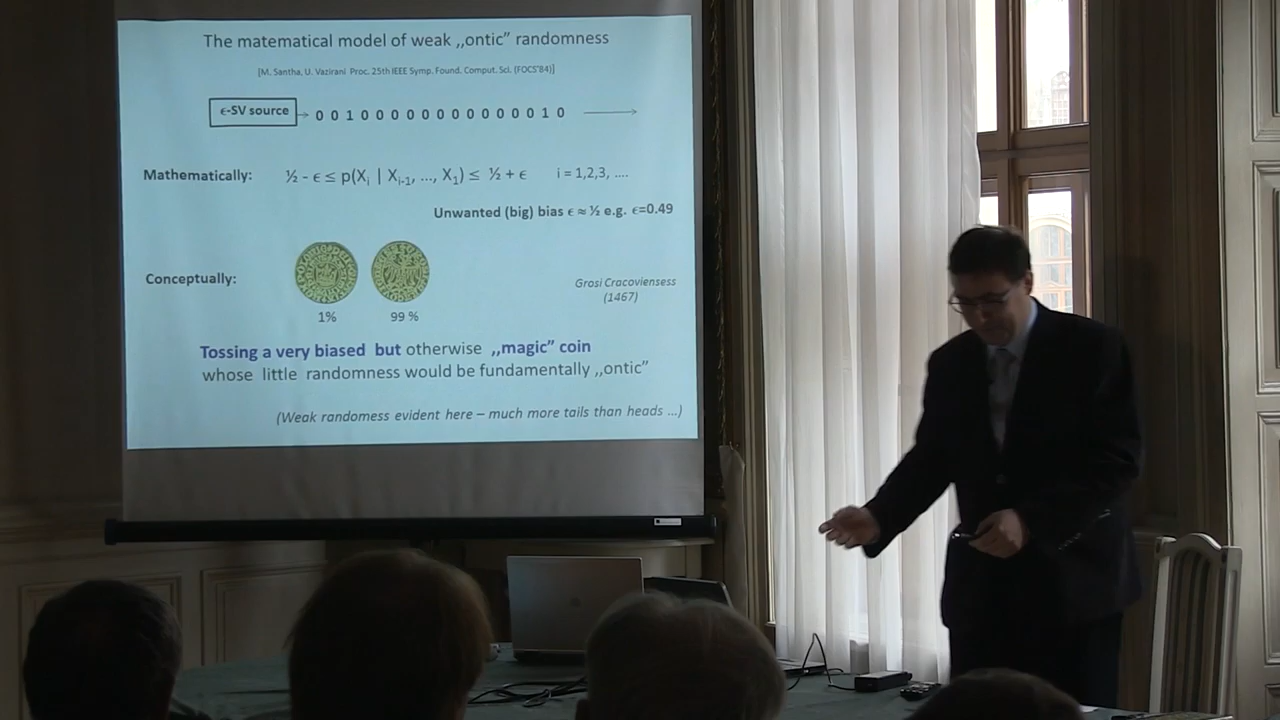 The matematical model of weak ,,ontic” randomness
[M. Santha, U. Vazirani Proc. 25th IEEE Symp. Found. Comput. Sci. (FOCS’84)]
ϵ-SV source
0 0 1 0 0 0 0 0 0 0 0 0 0 0 0 1 0
Mathematically: ½ - ϵ ≤ p(Xi | Xi-1, ..., X1) ≤ ½ + ϵ i = 1,2,3, ....
Unwanted (big) bias ϵ ≈ ½ e.g. ϵ=0.49
Conceptually:
Grosi Cracoviensess
(1467)
1% 99 %
Tossing a very biased but otherwise ,,magic” coin
whose little randomness would be fundamentally ,,ontic”
(Weak randomess evident here – much more tails than heads ...)